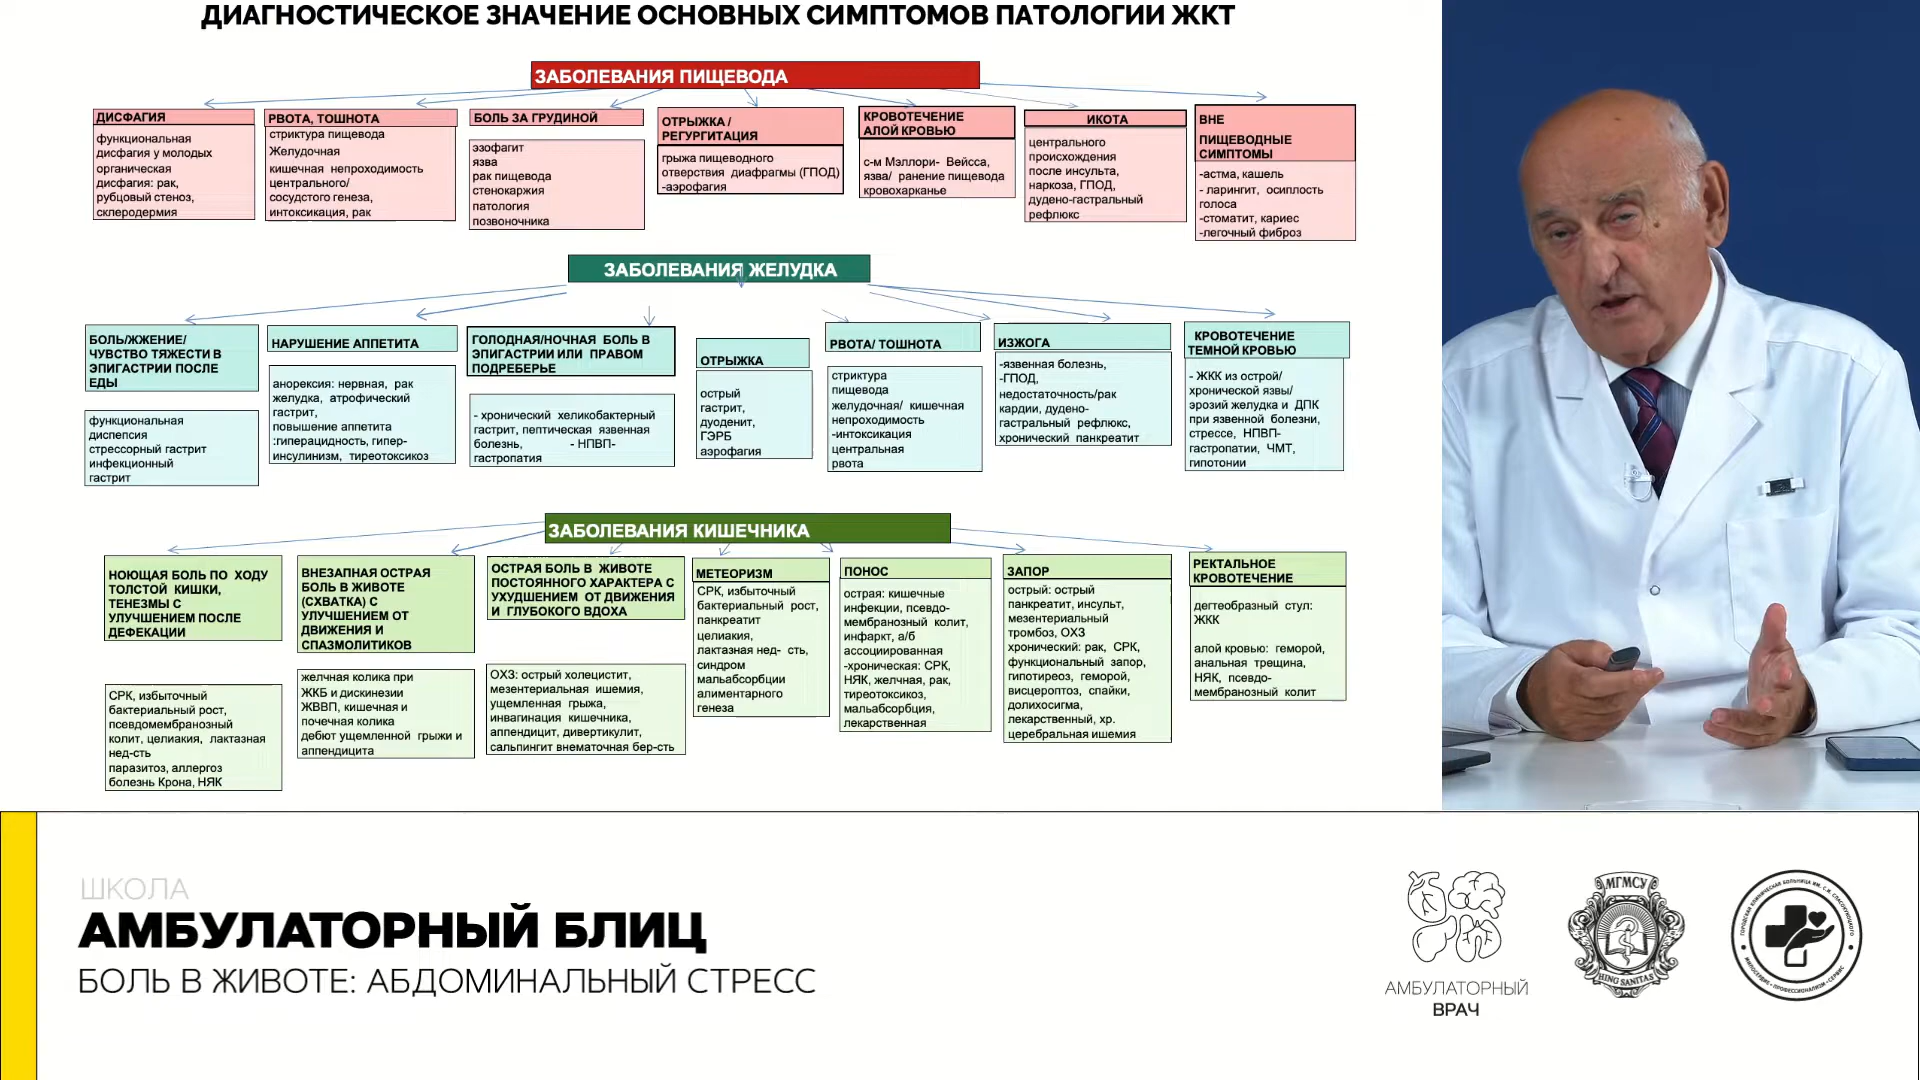 ДИАГНОСТИЧЕСКОЕ ЗНАЧЕНИЕ ОСНОВНЫХ СИМПТОМОВ ПАТОЛОГИИ ЖКТ
ЗАБОЛЕВАНИЯ ПИЩЕВОДА
ДИСФАГИЯ
функциональная
дисфагия у молодых
органическая
дисфагия: рак,
рубцовый стеноз,
склеродермия
РВОТА, ТОШНОТА
стриктура пищевода
Желудочная
кишечная непроходимость
центрального/
сосудстого генеза,
интоксикация, рак
БОЛЬ ЗА ГРУДИНОЙ
эзофагит
язва
рак пищевода
стенокаржия
патология
позвоночника
ОТРЫЖКА /
РЕГУРГИТАЦИЯ
грыжа пищеводного
отверствия диафрагмы (ГПОД)
-аэрофагия
КРОВОТЕЧЕНИЕ
АЛОЙ КРОВЬЮ
с-м Мэллори- Вейсса,
язва/ ранение пищевода
кровохарканье
ИКОТА
центрального
происхождения
после инсульта,
наркоза, ГПОД,
дудено-гастральный
рефлюкс
ВНЕ
ПИЩЕВОДНЫЕ
СИМПТОМЫ
-астма, кашель
- ларингит, осиплость
голоса
-стоматит, кариес
-легочный фиброз
ЗАБОЛЕВАНИЯ ЖЕЛУДКА
БОЛЬ/ЖЖЕНИЕ/
ЧУВСТВО ТЯЖЕСТИ В
ЭПИГАСТРИИ ПОСЛЕ
ЕДЫ
функциональная
диспепсия
стрессорный гастрит
инфекционный
гастрит
НАРУШЕНИЕ АППЕТИТА
анорексия: нервная, рак
желудка, атрофический
гастрит,
повышение аппетита
:гиперацидность, гипер-
инсулинизм, тиреотоксикоз
ГОЛОДНАЯ/НОЧНАЯ БОЛЬ В
ЭПИГАСТРИИ ИЛИ ПРАВОМ
ПОДРЕБЕРЬЕ
- хронический хеликобактерный
гастрит, пептическая язвенная
болезнь, - НПВП-
гастропатия
ОТРЫЖКА
острый
гастрит,
дуоденит,
ГЭРБ
аэрофагия
РВОТА/ ТОШНОТА
стриктура
пищевода
желудочная/ кишечная
непроходимость
-интоксикация
центральная
рвота
ИЗЖОГА
-язвенная болезнь,
-ГПОД,
недостаточность/рак
кардии, дудено-
гастральный рефлюкс,
хронический панкреатит
КРОВОТЕЧЕНИЕ
ТЕМНОЙ КРОВЬЮ
- ЖКК из острой/
хронической язвы/
эрозий желудка и ДПК
при язвенной болезни,
стрессе, НПВП-
гастропатии, ЧМТ,
гипотонии
ЗАБОЛЕВАНИЯ КИШЕЧНИКА
НОЮЩАЯ БОЛЬ ПО ХОДУ
ТОЛСТОЙ КИШКИ,
ТЕНЕЗМЫ С
УЛУЧШЕНИЕМ ПОСЛЕ
ДЕФЕКАЦИИ
СРК, избыточный
бактериальный рост,
псевдомембранозный
колит, целиакия, лактазная
нед-сть
паразитоз, аллергоз
болезнь Крона, НЯК
ВНЕЗАПНАЯ ОСТРАЯ
БОЛЬ В ЖИВОТЕ
(СХВАТКА) С
УЛУЧШЕНИЕМ ОТ
ДВИЖЕНИЯ И
СПАЗМОЛИТИКОВ
желчная колика при
ЖКБ и дискинезии
ЖВВП, кишечная и
почечная колика
дебют ущемленной грыжи и
аппендицита
ОСТРАЯ БОЛЬ В ЖИВОТЕ
ПОСТОЯННОГО ХАРАКТЕРА С
УХУДШЕНИЕМ ОТ ДВИЖЕНИЯ
И ГЛУБОКОГО ВДОХА
ОХЗ: острый холецистит,
мезентериальная ишемия,
ущемленная грыжа,
инвагинация кишечника,
аппендицит, дивертикулит,
сальпингит внематочная бер-сть
МЕТЕОРИЗМ
СРК, избыточный
бактериальный рост,
панкреатит
целиакия,
лактазная нед- сть,
синдром
мальабсорбции
алиментарного
генеза
ПОНОС
острая: кишечные
инфекции, псевдо-
мембранозный колит,
инфаркт, а/б
ассоциированная
-хроническая: СРК,
НЯК, желчная, рак,
тиреотоксикоз,
мальабсорбция,
лекарственная
ЗАПОР
острый: острый
панкреатит, инсульт,
мезентериальный
тромбоз, ОХЗ
хронический: рак, СРК,
функциональный запор,
гипотиреоз, геморой,
висцероптоз, спайки,
долихосигма,
лекарственный, хр.
церебральная ишемия
РЕКТАЛЬНОЕ
КРОВОТЕЧЕНИЕ
дегтеобразный стул:
ЖКК
алой кровью: геморой,
анальная трещина,
НЯК, псевдо-
мембранозный колит
ШКОЛА
АМБУЛАТОРНЫЙ БЛИЦ
БОЛЬ В ЖИВОТЕ: АБДОМИНАЛЬНЫЙ СТРЕСС
АМБУЛАТОРНЫЙ
ВРАЧ
МГМСУ
HING SANITAS
ГОРОДСКАЯ КЛИНИЧЕСКАЯ БОЛЬНИЦА ИМ. С.И. СПАСОКУКОЦКОГО
МИЛОСЕРДИЕ • ПРОФЕССИОНАЛИЗМ • СЕРВИС